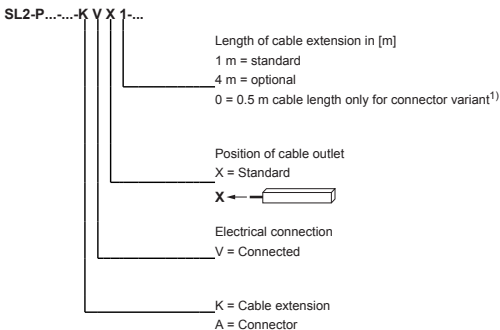 SL2-P...-...-K V X 1-...
Length of cable extension in [m]
1 m = standard
4 m = optional
0 = 0.5 m cable length only for connector variant1)
Position of cable outlet
X = Standard
X
Electrical connection
V = Connected
K = Cable extension
A = Connector